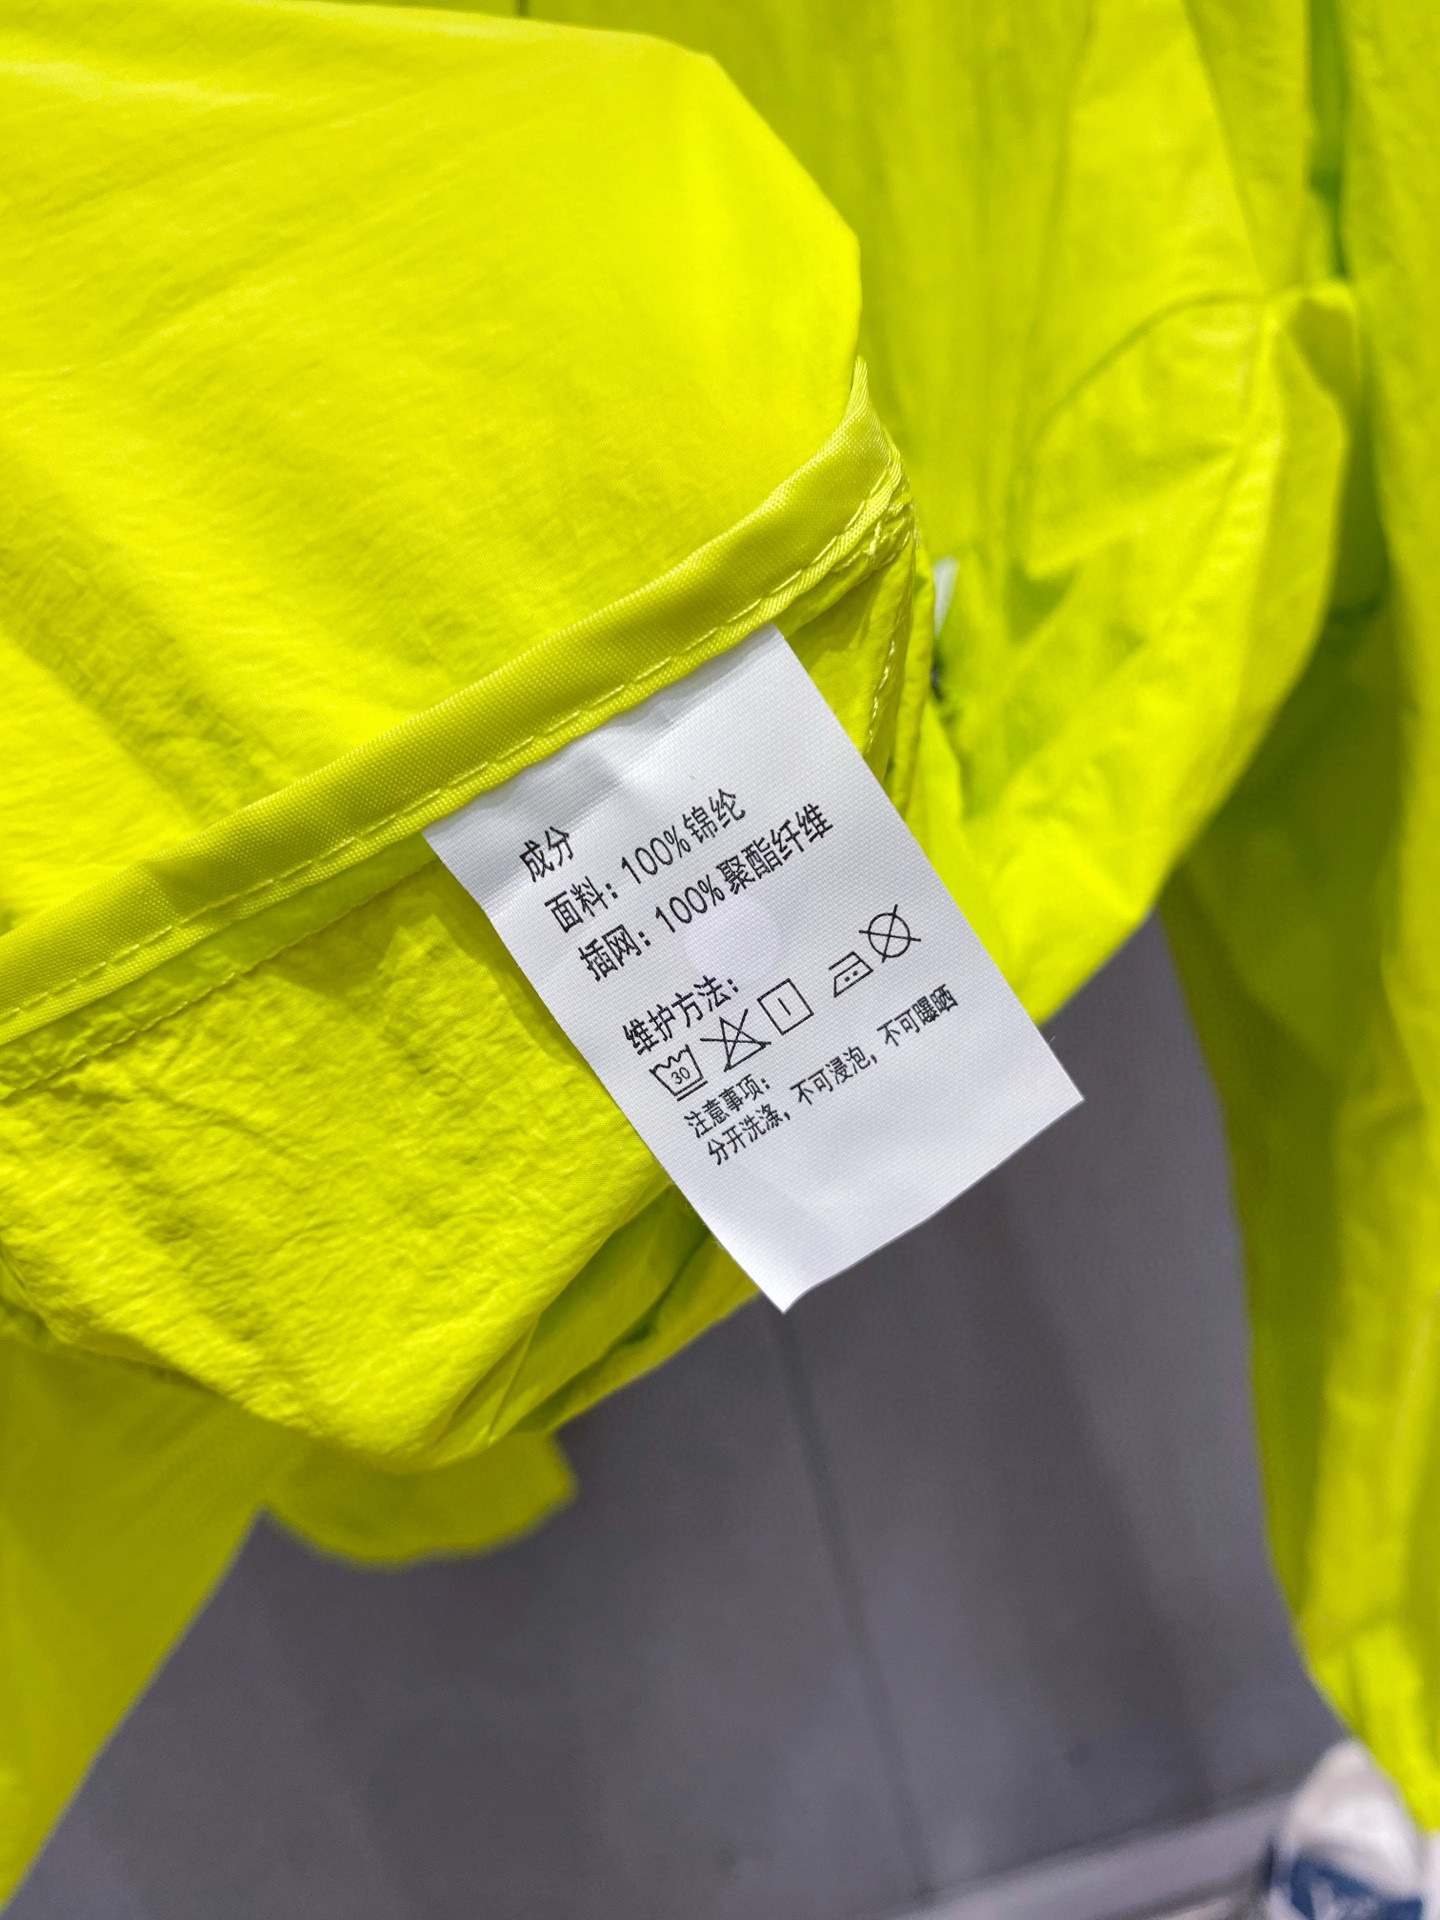 成分
面料：100%锦纶
插网：100%聚酯纤维
维护方法：
30
注意事项：
分开洗涤，不可浸泡，不可曝晒